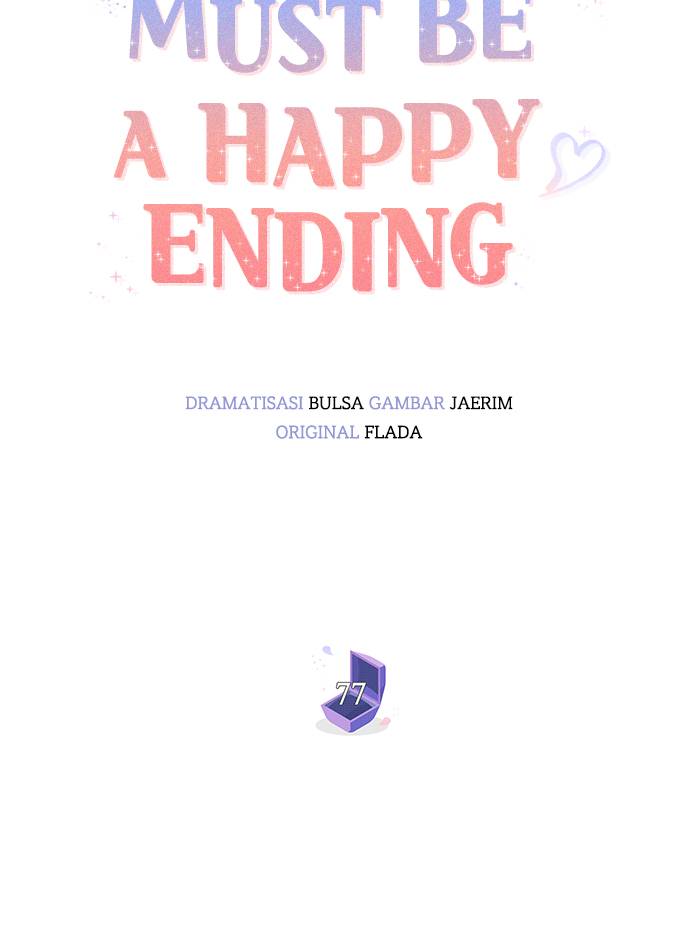 MUST BE
A HAPPY
ENDING
DRAMATISASI BULSA GAMBAR JAERIM
ORIGINAL FLADA
77